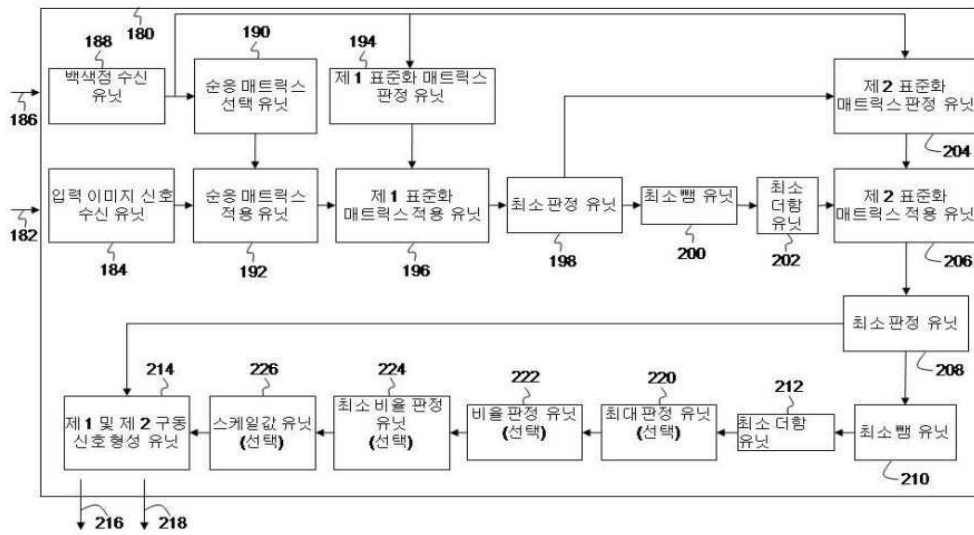 180
188
190
194
백색점 수신
유닛
순응 매트릭스
선택 유닛
제1 표준화 매트릭스
판정 유닛
제2 표준화
매트릭스 판정 유닛
186
204
입력 이미지 신호
수신 유닛
순응 매트릭스
적용 유닛
제1 표준화
매트릭스 적용 유닛
최소 판정 유닛
최소뺌 유닛
최소
더함
유닛
제2 표준화
매트릭스 적용 유닛
182
184
192
196
198
200
202
206
최소 판정 유닛
208
214
226
224
222
220
212
제1 및 제2 구동
신호 형성 유닛
스케일값 유닛
(선택)
최소 비율 판정
유닛
(선택)
비율 판정 유닛
(선택)
최대 판정 유닛
(선택)
최소 더함
유닛
최소 뺌 유닛
210
216
218